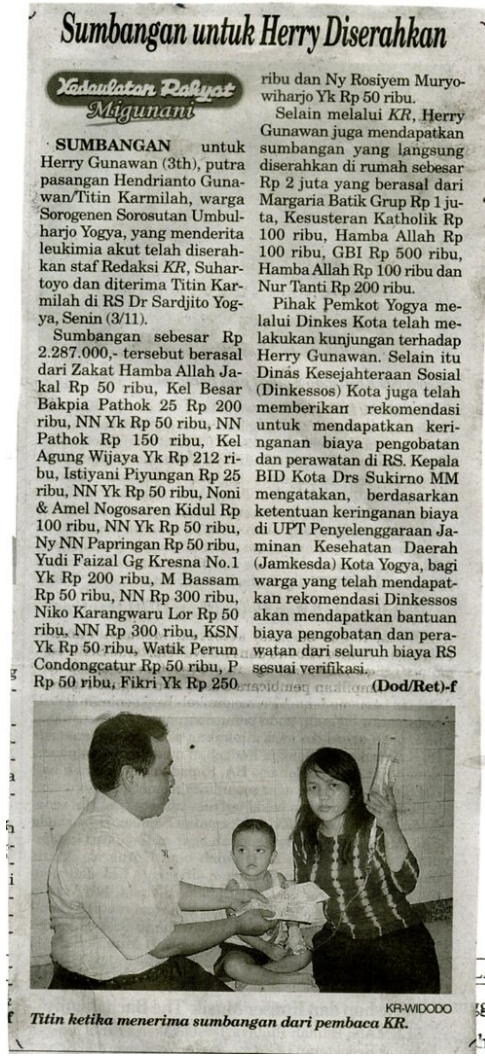 Sumbangan untuk Herry Diserahkan
Kedaulatan Rakyat
Migunani
SUMBANGAN untuk
Herry Gunawan (3th), putra
pasangan Hendrianto Guna-
wan/Titin Karmilah, warga
Sorogenen Sorosutan Umbul-
harjo Yogya, yang menderita
leukimia akut telah diserah-
kan staf Redaksi KR, Suhar-
toyo dan diterima Titin Kar-
milah di RS Dr Sardjito Yog-
ya, Senin (3/11).
Sumbangan sebesar Rp
2.287.000,- tersebut berasal
dari Zakat Hamba Allah Ja-
kal Rp 50 ribu, Kel Besar
Bakpia Pathok 25 Rp 200
ribu, NN Yk Rp 50 ribu, NN
Pathok Rp 150 ribu, Kel
Agung Wijaya Yk Rp 212 ri-
bu, Istiyani Piyungan Rp 25
ribu, NN Yk Rp 50 ribu, Noni
& Amel Nogosaren Kidul Rp
100 ribu, NN Yk Rp 50 ribu,
Ny NN Papringan Rp 50 ribu,
Yudi Faizal Gg Kresna No.1
Yk Rp 200 ribu, M Bassam
Rp 50 ribu, NN Rp 300 ribu,
Niko Karangwaru Lor Rp 50
ribu, NN Rp 300 ribu, KSN
Yk Rp 50 ribu, Watik Perum
Condongcatur Rp 50 ribu, P
Rp 50 ribu, Fikri Yk Rp 250
ribu dan Ny Rosiyem Muryo-
wiharjo Yk Rp 50 ribu.
Selain melalui KR, Herry
Gunawan juga mendapatkan
sumbangan yang langsung
diserahkan di rumah sebesar
Rp 2 juta yang berasal dari
Margaria Batik Grup Rp 1 ju-
ta, Kesusteran Katholik Rp
100 ribu, Hamba Allah Rp
100 ribu, GBI Rp 500 ribu,
Hamba Allah Rp 100 ribu dan
Nur Tanti Rp 200 ribu.
Pihak Pemkot Yogya me-
lalui Dinkes Kota telah me-
lakukan kunjungan terhadap
Herry Gunawan. Selain itu
Dinas Kesejahteraan Sosial
(Dinkessos) Kota juga telah
memberikan rekomendasi
untuk mendapatkan keri-
nganan biaya pengobatan
dan perawatan di RS. Kepala
BID Kota Drs Sukirno MM
mengatakan, berdasarkan
ketentuan keringanan biaya
di UPT Penyelenggaraan Ja-
minan Kesehatan Daerah
(Jamkesda) Kota Yogya, bagi
warga yang telah mendapat-
kan rekomendasi Dinkessos
akan mendapatkan bantuan
biaya pengobatan dan pera-
watan dari seluruh biaya RS
sesuai verifikasi.
(Dod/Ret)-f
KR-WIDODO
Titin ketika menerima sumbangan dari pembaca KR.